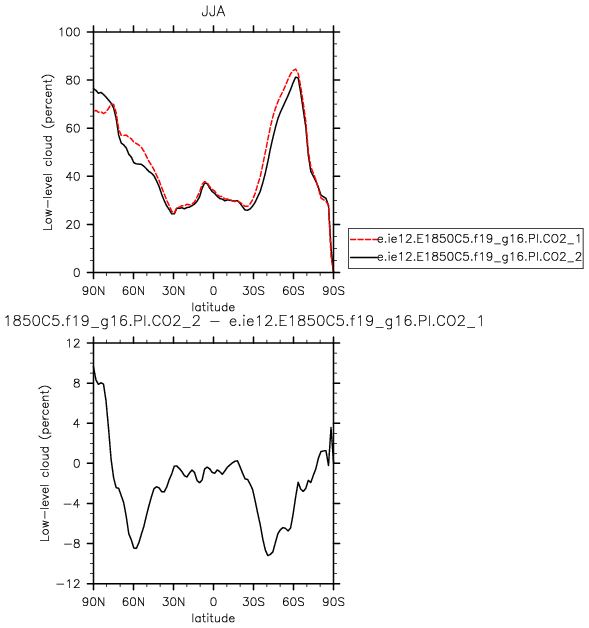 JJA
100
80
60
40
20
0
Low-level cloud (percent)
90N 60N 30N 0 30S 60S 90S
latitude
e.ie12.E1850C5.f19_g16.PI.CO2_1
e.ie12.E1850C5.f19_g16.PI.CO2_2
1850C5.f19_g16.PI.CO2_2 - e.ie12.E1850C5.f19_g16.PI.CO2_1
12
8
4
0
-4
-8
-12
Low-level cloud (percent)
90N 60N 30N 0 30S 60S 90S
latitude